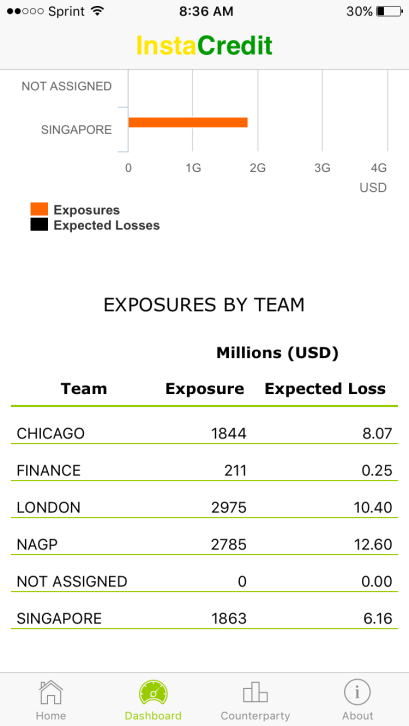 Sprint 8:36 AM 30%
InstaCredit
NOT ASSIGNED
SINGAPORE
0 1G 2G 3G 4G
USD
Exposures
Expected Losses
EXPOSURES BY TEAM
Millions (USD)
Team Exposure Expected Loss
CHICAGO 1844 8.07
FINANCE 211 0.25
LONDON 2975 10.40
NAGP 2785 12.60
NOT ASSIGNED 0 0.00
SINGAPORE 1863 6.16
Home Dashboard Counterparty About